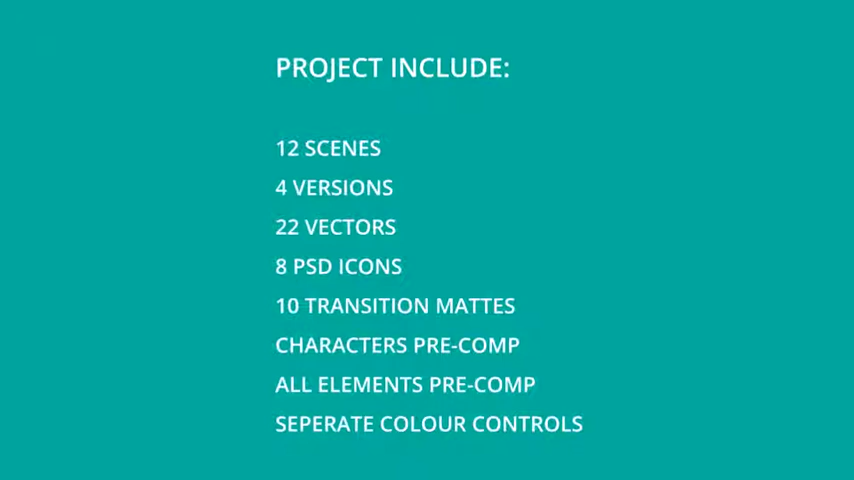 PROJECT INCLUDE:
12 SCENES
4 VERSIONS
22 VECTORS
8 PSD ICONS
10 TRANSITION MATTES
CHARACTERS PRE-COMP
ALL ELEMENTS PRE-COMP
SEPERATE COLOUR CONTROLS